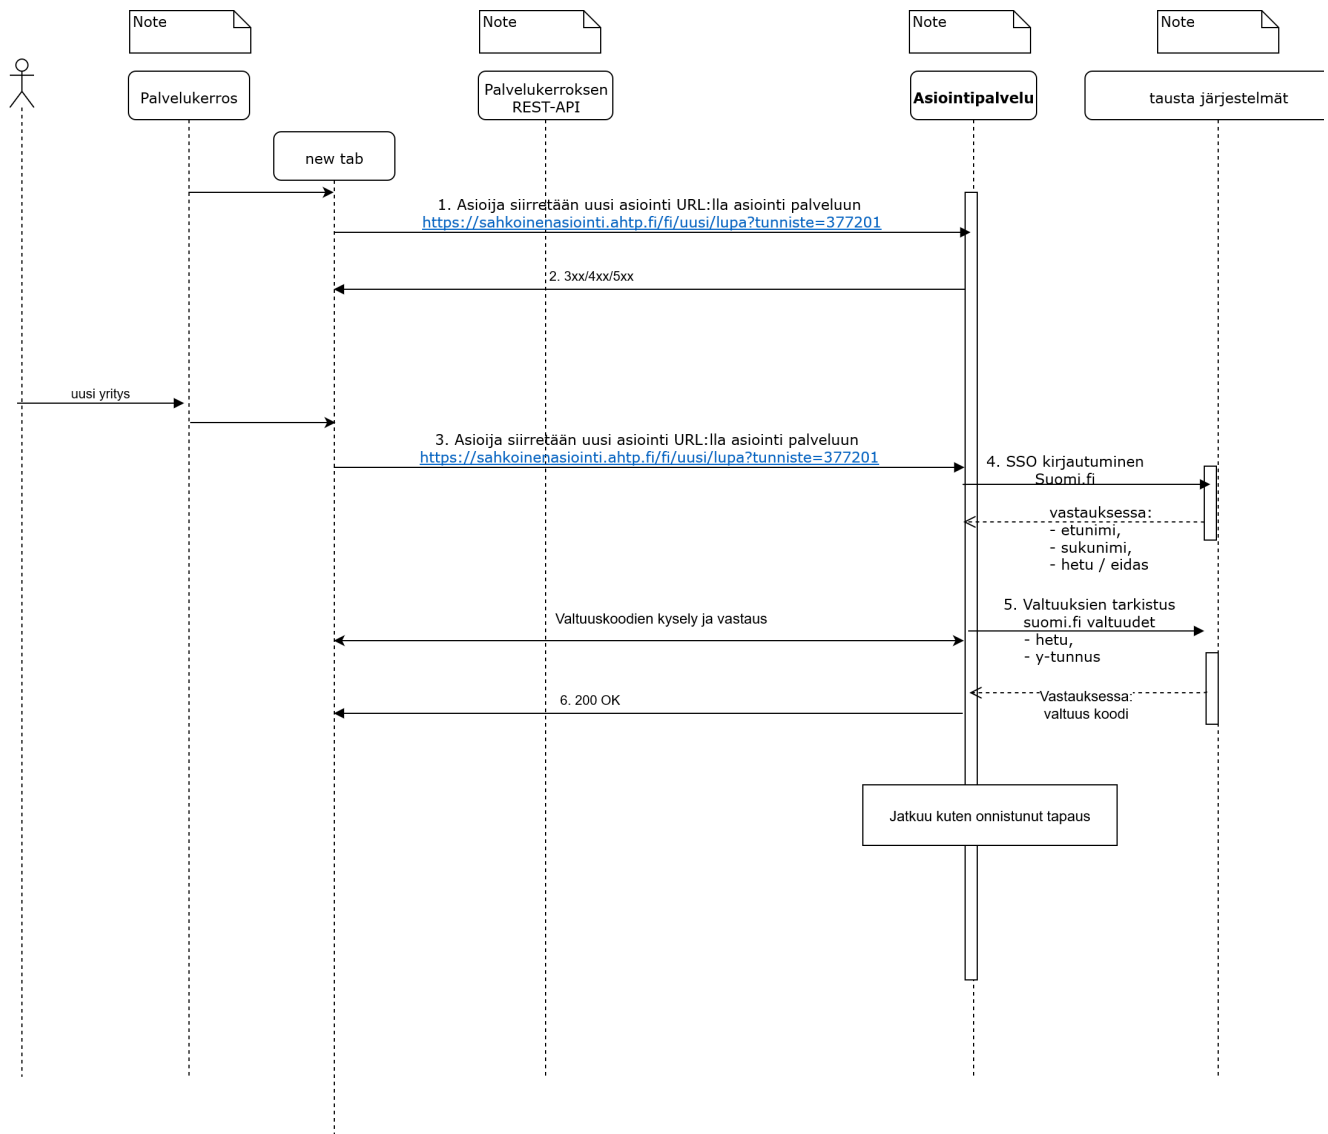 Note
Note
Note
Note
Palvelukerros
Palvelukerroksen
REST-API
Asiointipalvelu
tausta järjestelmät
new tab
1. Asioija siirretään uusi asiointi URL:lla asiointi palveluun
https://sahkoinenasiointi.ahtp.fi/fi/uusi/lupa?tunniste=377201
2. 3xx/4xx/5xx
uusi yritys
3. Asioija siirretään uusi asiointi URL:lla asiointi palveluun
https://sahkoinenasiointi.ahtp.fi/fi/uusi/lupa?tunniste=377201
4. SSO kirjautuminen
Suomi.fi
vastauksessa:
- etunimi,
- sukunimi,
- hetu / eidas
5. Valtuuksien tarkistus
suomi.fi valtuudet
- hetu,
- y-tunnus
Valtuuskoodien kysely ja vastaus
Vastauksessa:
valtuus koodi
6. 200 OK
Jatkuu kuten onnistunut tapaus